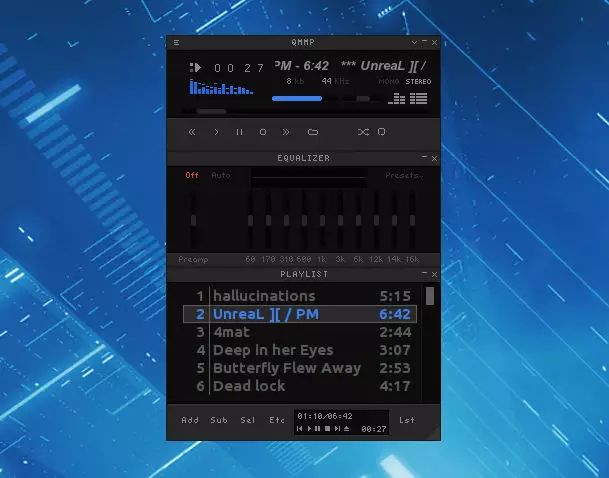 QMMP
00 27
PM - 6:42 *** UnreaL ][ /
8 kb 44 KHz MONO STEREO
EQUALIZER
Off Auto Presets
Preamp 60 170 310 600 1k 3k 6k 12k 14k 16k
PLAYLIST
1 hallucinations 5:15
2 UnreaL ][ / PM 6:42
3 4mat 2:44
4 Deep in her Eyes 3:07
5 Butterfly Flew Away 2:53
6 Dead lock 4:17
Add Sub Sel Etc 01:10/06:42 Lst
00:27